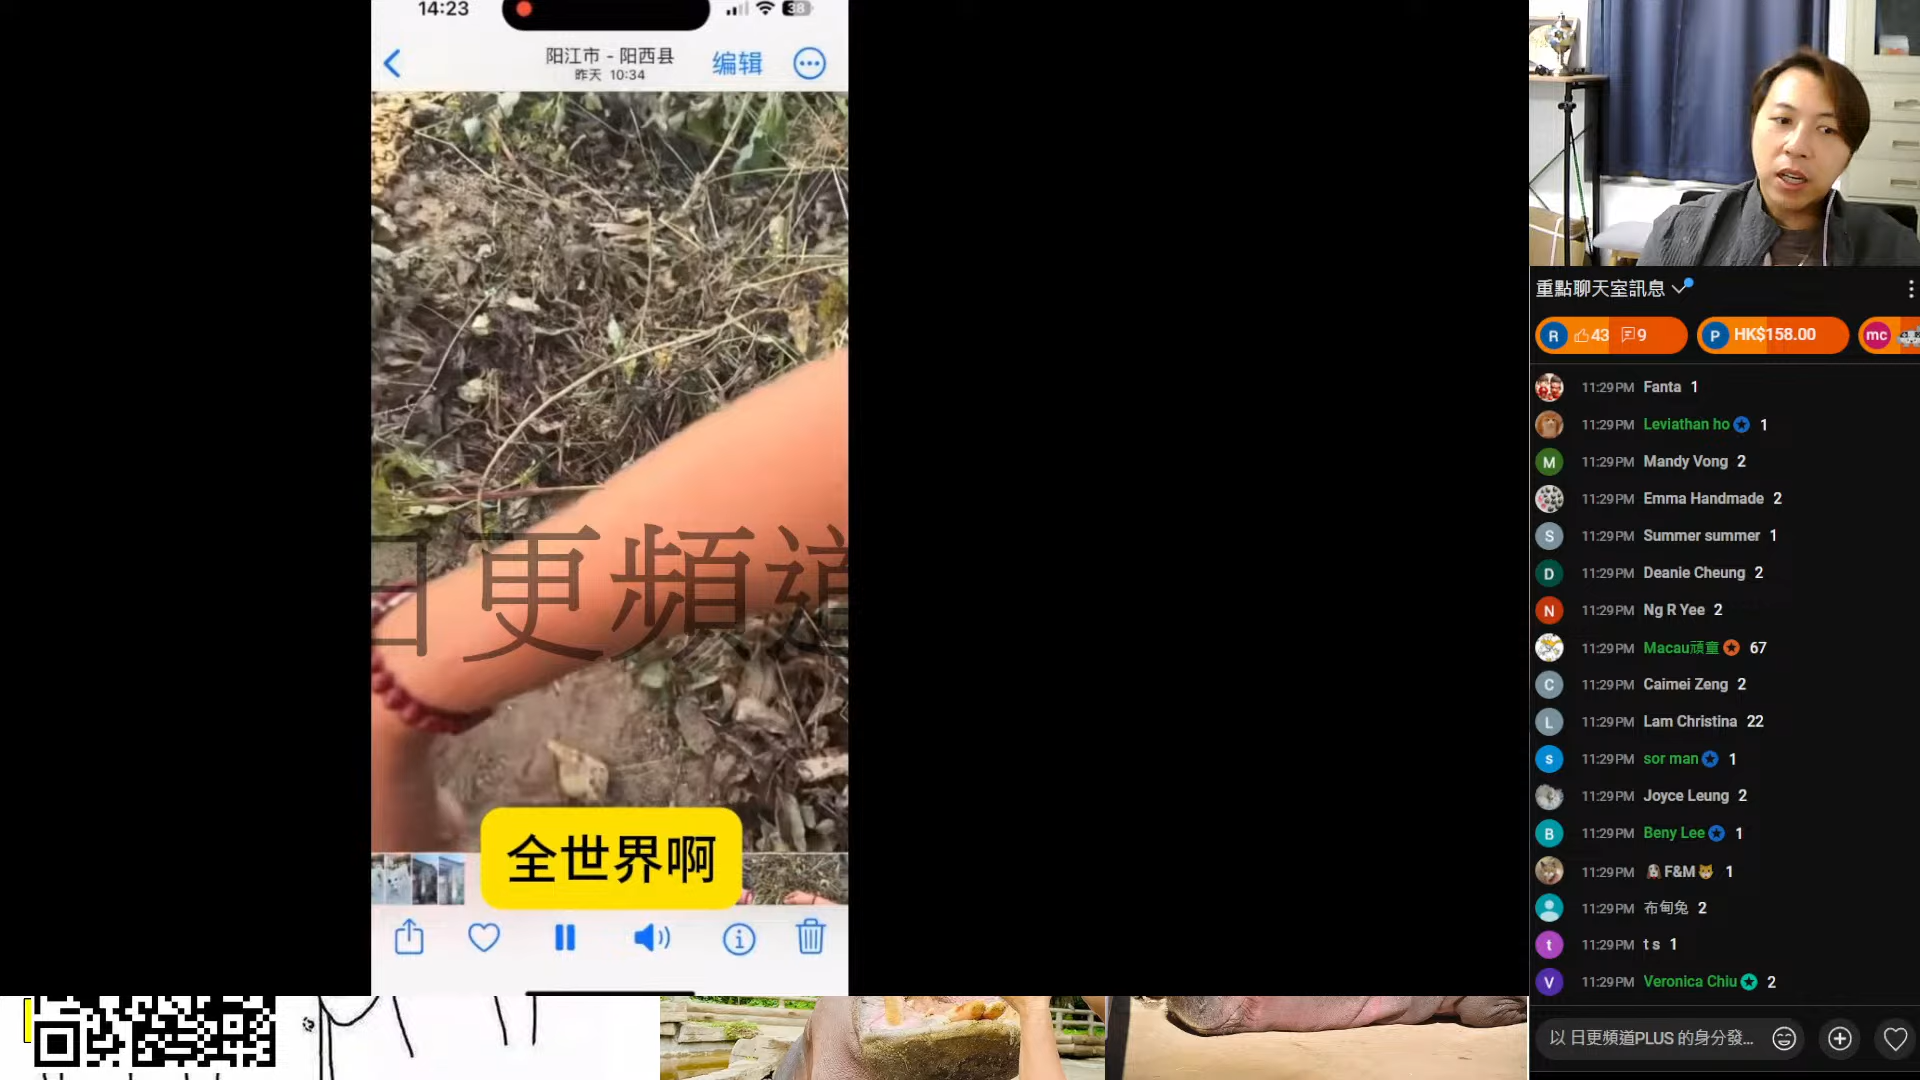 14:23
38
阳江市 - 阳西县
昨天 10:34
编辑
日更頻道
全世界啊
重點聊天室訊息
R 43 9
P HK$158.00
mc
11:29PM Fanta 1
11:29PM Leviathan ho 1
M 11:29PM Mandy Vong 2
11:29PM Emma Handmade 2
S 11:29PM Summer summer 1
D 11:29PM Deanie Cheung 2
N 11:29PM Ng R Yee 2
11:29PM Macau頑童 67
C 11:29PM Caimei Zeng 2
L 11:29PM Lam Christina 22
s 11:29PM sor man 1
11:29PM Joyce Leung 2
B 11:29PM Beny Lee 1
11:29PM F&M 1
11:29PM 布甸兔 2
t 11:29PM t s 1
V 11:29PM Veronica Chiu 2
以 日更頻道PLUS 的身分發...